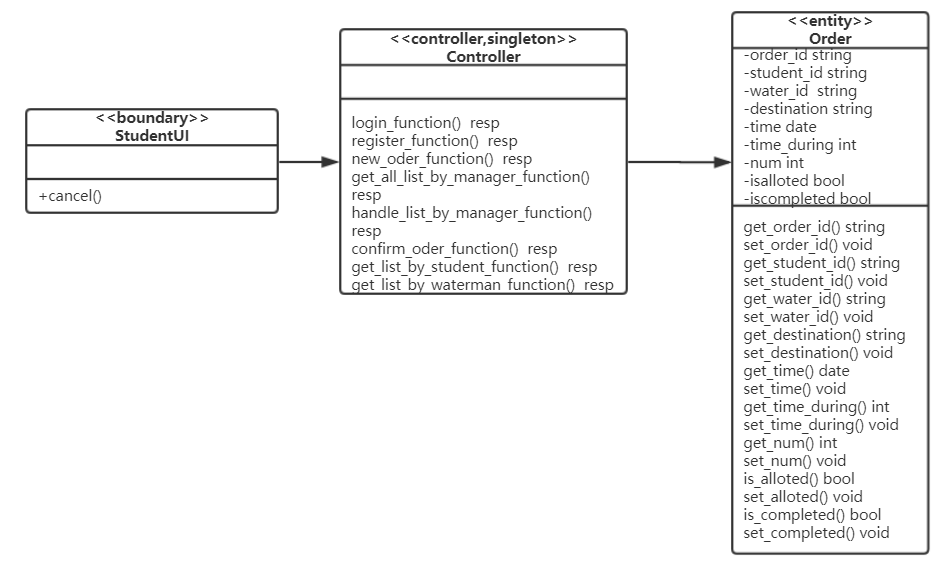 <<boundary>>
StudentUI
+cancel()
<<controller,singleton>>
Controller
login_function()  resp
register_function()  resp
new_oder_function()  resp
get_all_list_by_manager_function()
resp
handle_list_by_manager_function()
resp
confirm_oder_function()  resp
get_list_by_student_function()  resp
get_list_by_waterman_function()  resp
<<entity>>
Order
-order_id string
-student_id string
-water_id  string
-destination string
-time date
-time_during int
-num int
-isalloted bool
-iscompleted bool
get_order_id() string
set_order_id() void
get_student_id() string
set_student_id() void
get_water_id() string
set_water_id() void
get_destination() string
set_destination() void
get_time() date
set_time() void
get_time_during() int
set_time_during() void
get_num() int
set_num() void
is_alloted() bool
set_alloted() void
is_completed() bool
set_completed() void